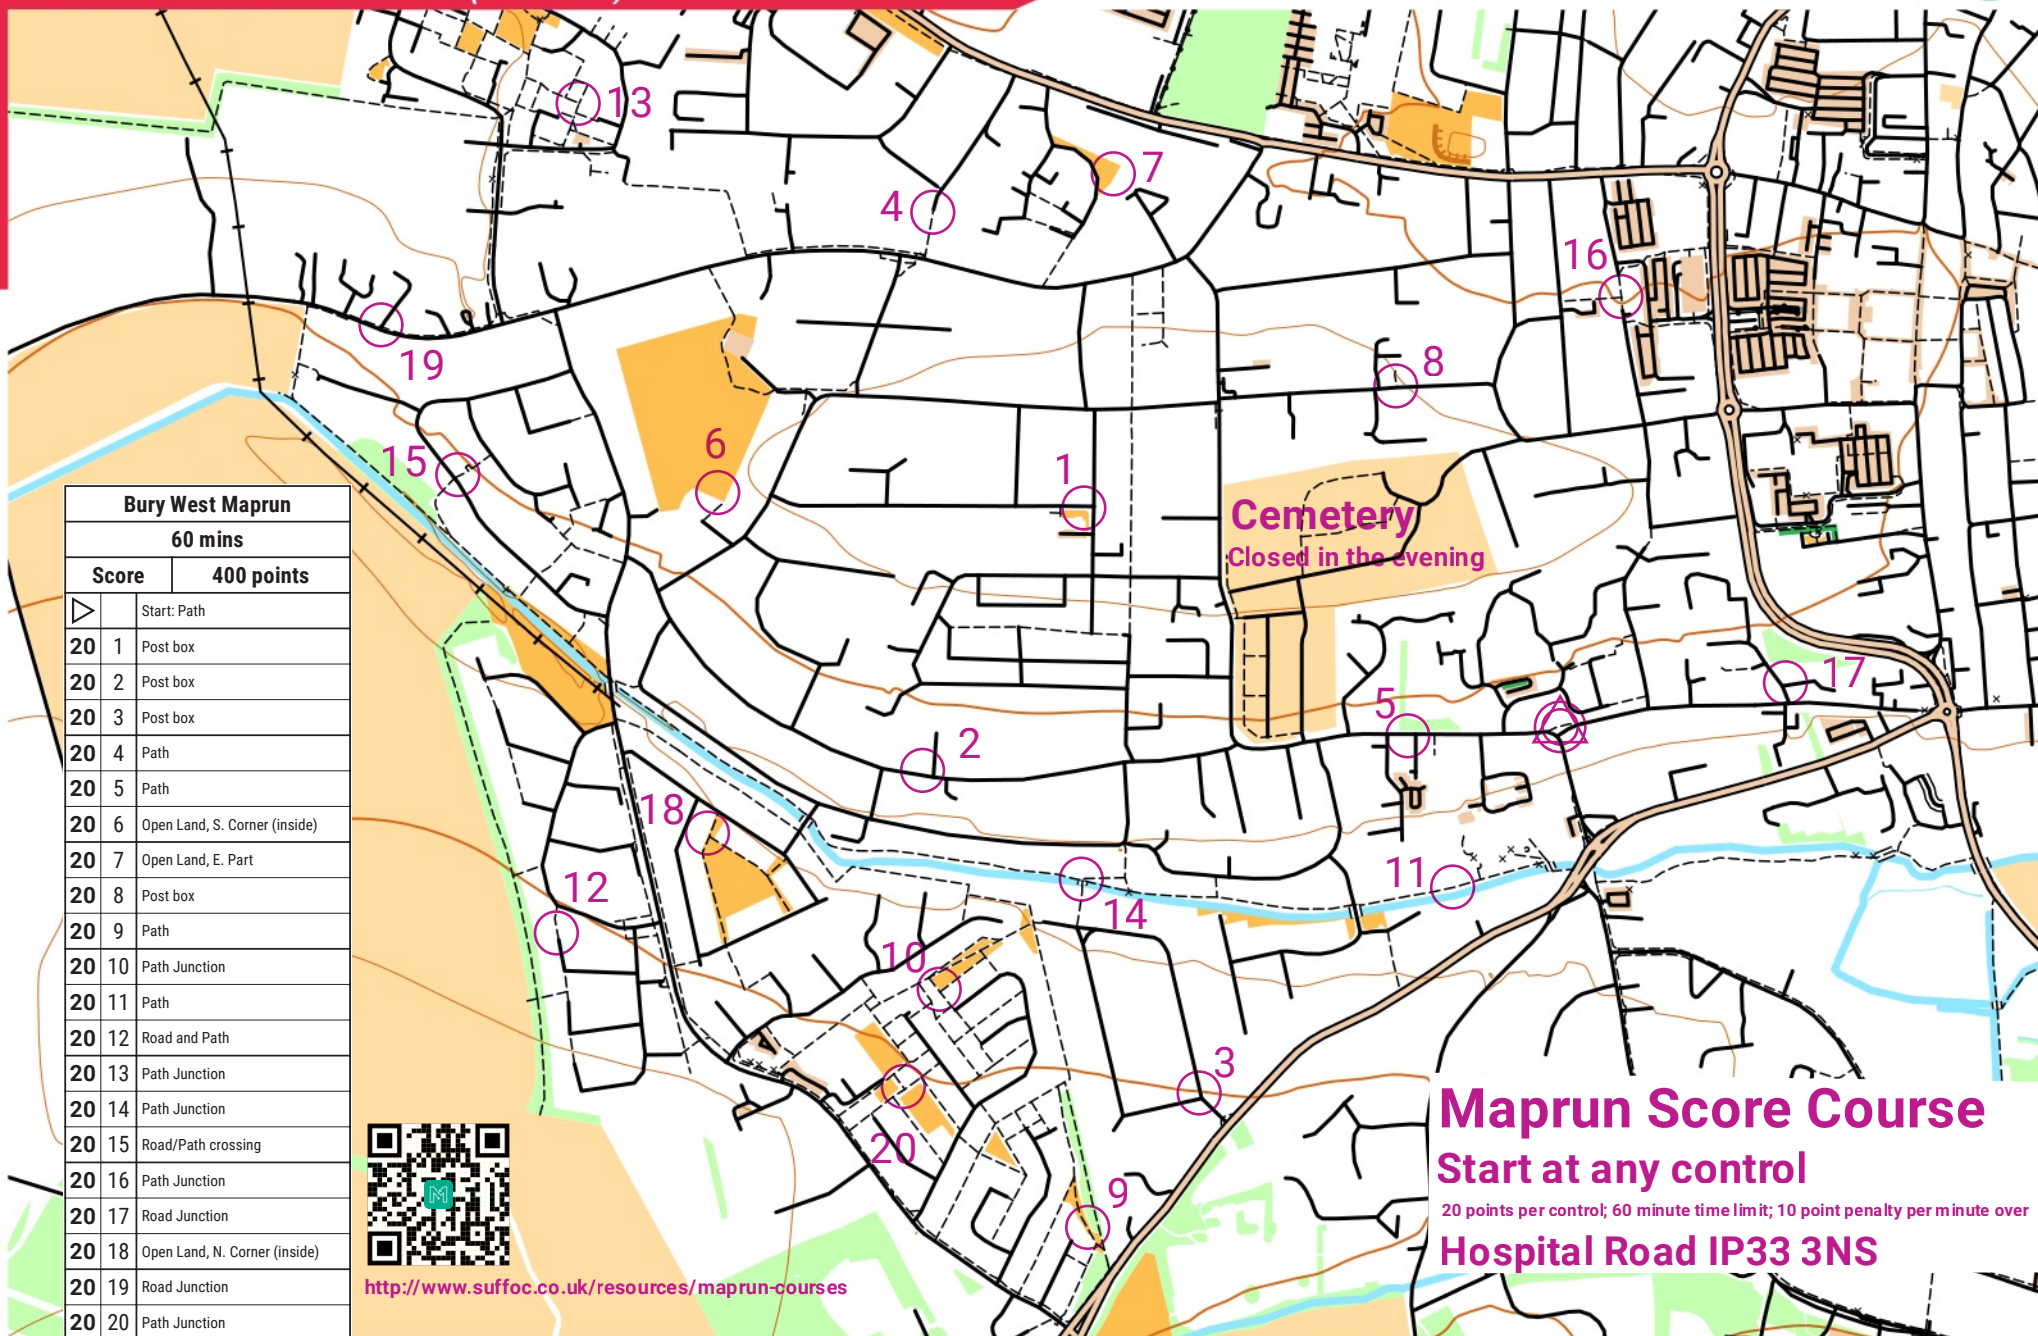 13
7
4
16
19
8
15
6
1
Cemetery
Closed in the evening
Bury West Maprun
60 mins
Score 400 points
Start: Path
20 1 Post box
20 2 Post box
20 3 Post box
20 4 Path
20 5 Path
20 6 Open Land, S. Corner (inside)
20 7 Open Land, E. Part
20 8 Post box
20 9 Path
20 10 Path Junction
20 11 Path
20 12 Road and Path
20 13 Path Junction
20 14 Path Junction
20 15 Road/Path crossing
20 16 Path Junction
20 17 Road Junction
20 18 Open Land, N. Corner (inside)
20 19 Road Junction
20 20 Path Junction
17
5
2
18
11
12
14
10
3
20
9
Maprun Score Course
Start at any control
20 points per control; 60 minute time limit; 10 point penalty per minute over
Hospital Road IP33 3NS
http://www.suffoc.co.uk/resources/maprun-courses